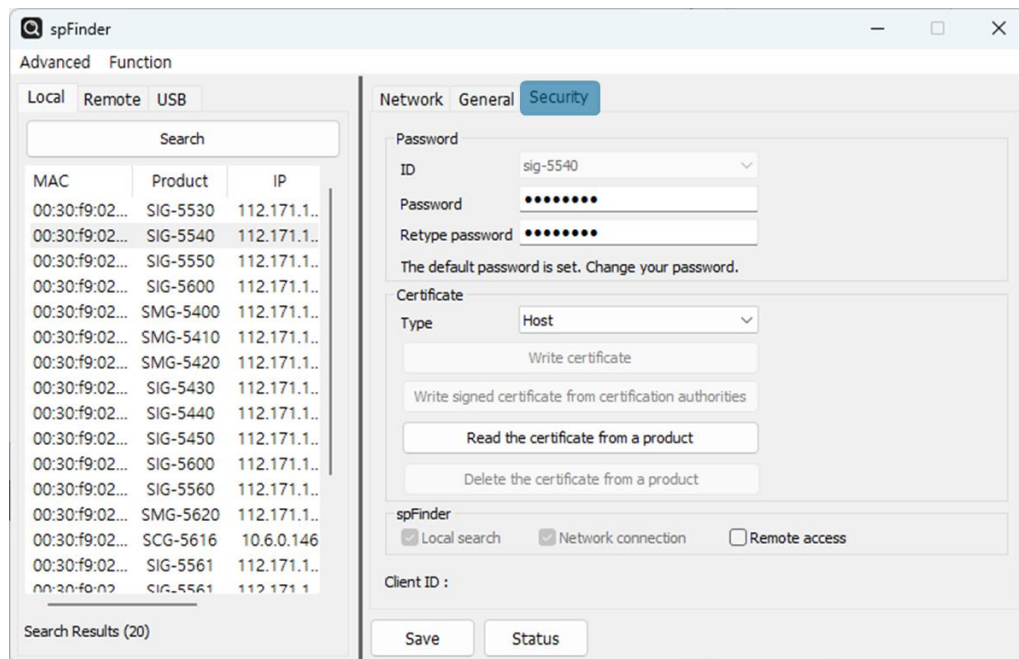 spFinder
Advanced Function
Local Remote USB
Search
MAC Product IP
00:30:f9:02... SIG-5530 112.171.1..
00:30:f9:02... SIG-5540 112.171.1..
00:30:f9:02... SIG-5550 112.171.1..
00:30:f9:02... SIG-5600 112.171.1..
00:30:f9:02... SMG-5400 112.171.1..
00:30:f9:02... SMG-5410 112.171.1..
00:30:f9:02... SMG-5420 112.171.1..
00:30:f9:02... SIG-5430 112.171.1..
00:30:f9:02... SIG-5440 112.171.1..
00:30:f9:02... SIG-5450 112.171.1..
00:30:f9:02... SIG-5600 112.171.1..
00:30:f9:02... SIG-5560 112.171.1..
00:30:f9:02... SMG-5620 112.171.1..
00:30:f9:02... SCG-5616 10.6.0.146
00:30:f9:02... SIG-5561 112.171.1..
00:30:f9:02 SIG-5561 112.171.1
Search Results (20)
Network General Security
Password
ID sig-5540
Password ••••••••
Retype password ••••••••
The default password is set. Change your password.
Certificate
Type Host
Write certificate
Write signed certificate from certification authorities
Read the certificate from a product
Delete the certificate from a product
spFinder
Local search Network connection Remote access
Client ID :
Save Status